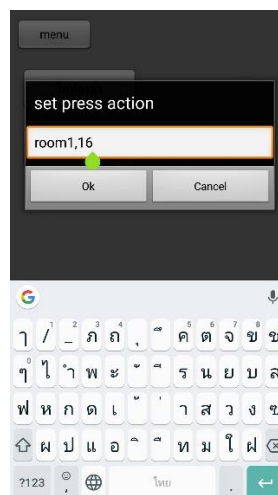 menu
set press action
room1,16
Ok
Cancel
ๅ / _ ภ ถ ุ ึ ค ต จ ข ช
ๆ ไ ำ พ ะ ั ี ร น ย บ ล
ฟ ห ก ด เ ้ ่ า ส ว ง ข
ผ ป แ อ ิ ื ท ม ใ ฝ
?123
ไทย
.